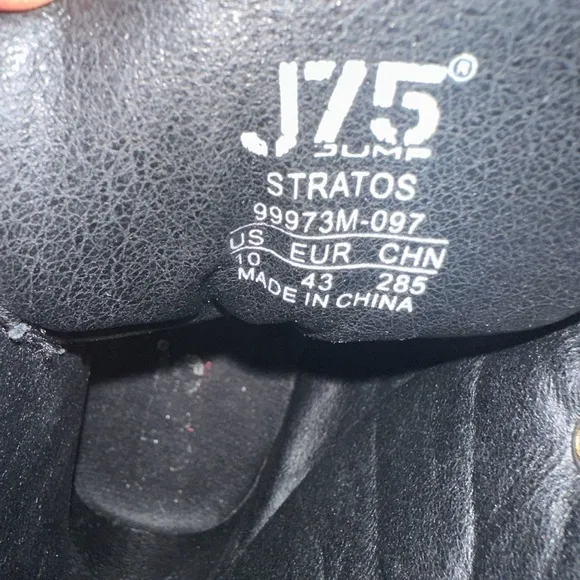 J75®
JUMP
STRATOS
99973M-097
US EUR CHN
10 43 285
MADE IN CHINA